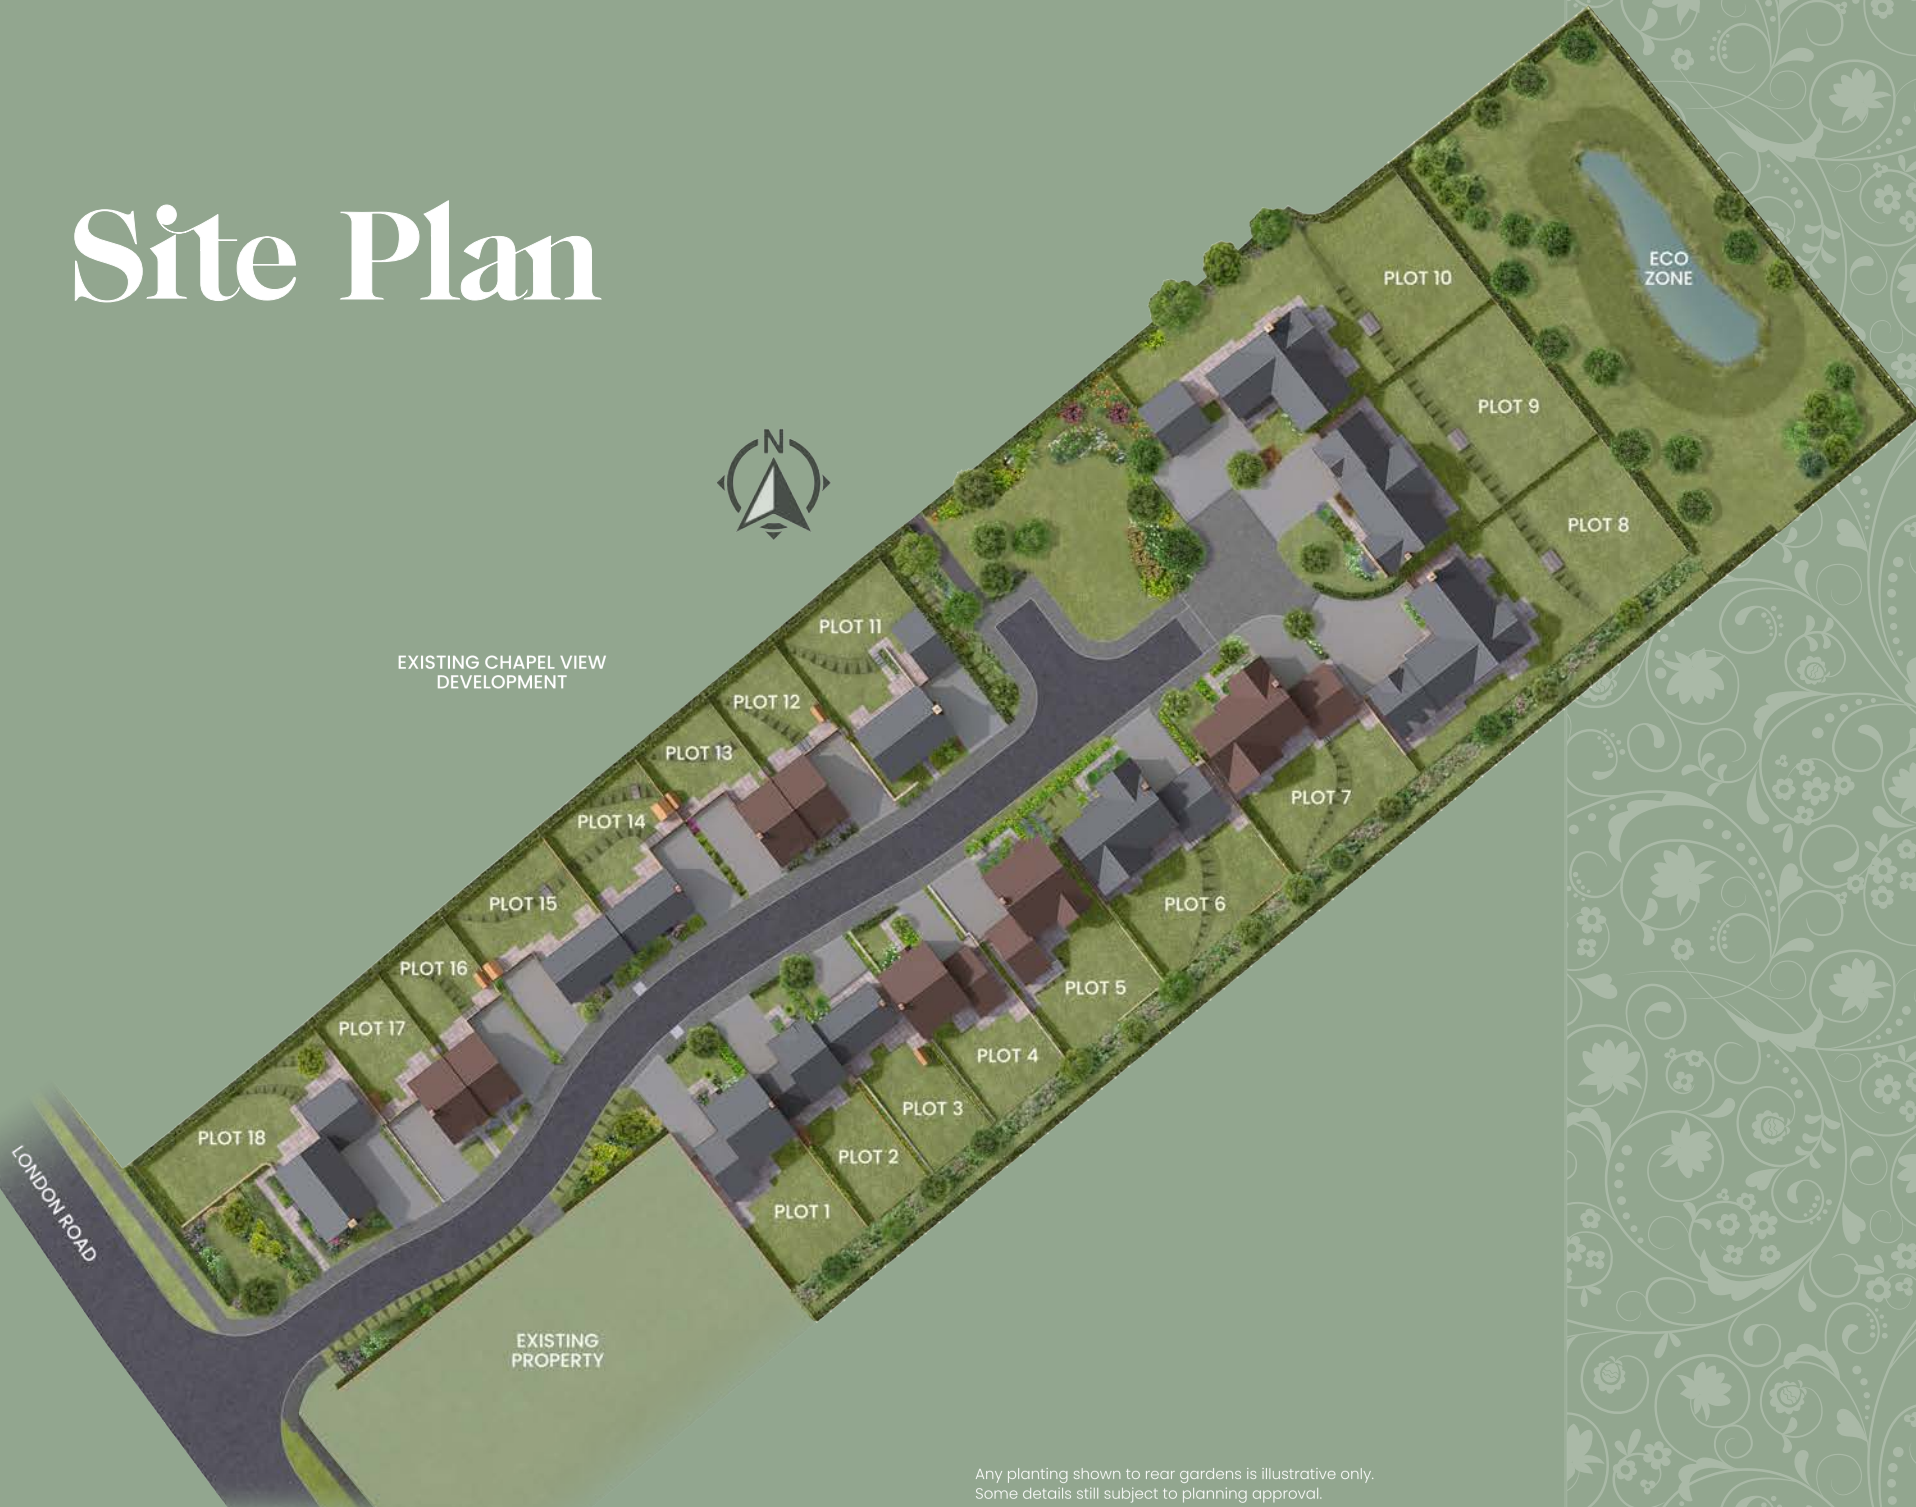 Site Plan
N
ECO
ZONE
PLOT 10
PLOT 9
PLOT 8
PLOT 11
EXISTING CHAPEL VIEW
DEVELOPMENT
PLOT 12
PLOT 13
PLOT 7
PLOT 14
PLOT 15
PLOT 6
PLOT 16
PLOT 5
PLOT 17
PLOT 4
PLOT 3
PLOT 18
PLOT 2
LONDON ROAD
PLOT 1
EXISTING
PROPERTY
Any planting shown to rear gardens is illustrative only.
Some details still subject to planning approval.